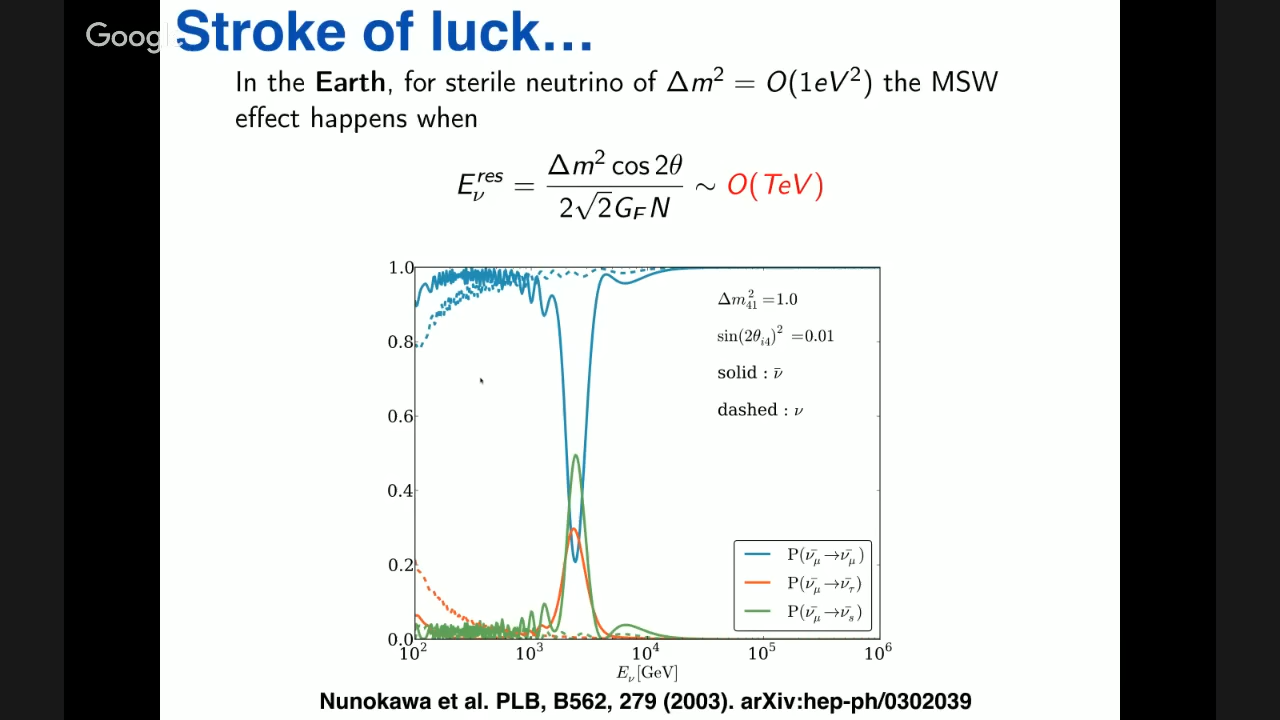 Google
Stroke of luck...
In the Earth, for sterile neutrino of Δm² = O(1eV²) the MSW
effect happens when
E_ν^res = Δm² cos 2θ / 2√2G_F N ∼ O(TeV)
1.0
0.8
0.6
0.4
0.2
0.0
Δm²₄₁ =1.0
sin(2θ_i4)² =0.01
solid : ν̄
dashed : ν
P(ν̄_μ→ν̄_μ)
P(ν̄_μ→ν̄_τ)
P(ν̄_μ→ν̄_s)
10² 10³ 10⁴ 10⁵ 10⁶
E_ν[GeV]
Nunokawa et al. PLB, B562, 279 (2003). arXiv:hep-ph/0302039